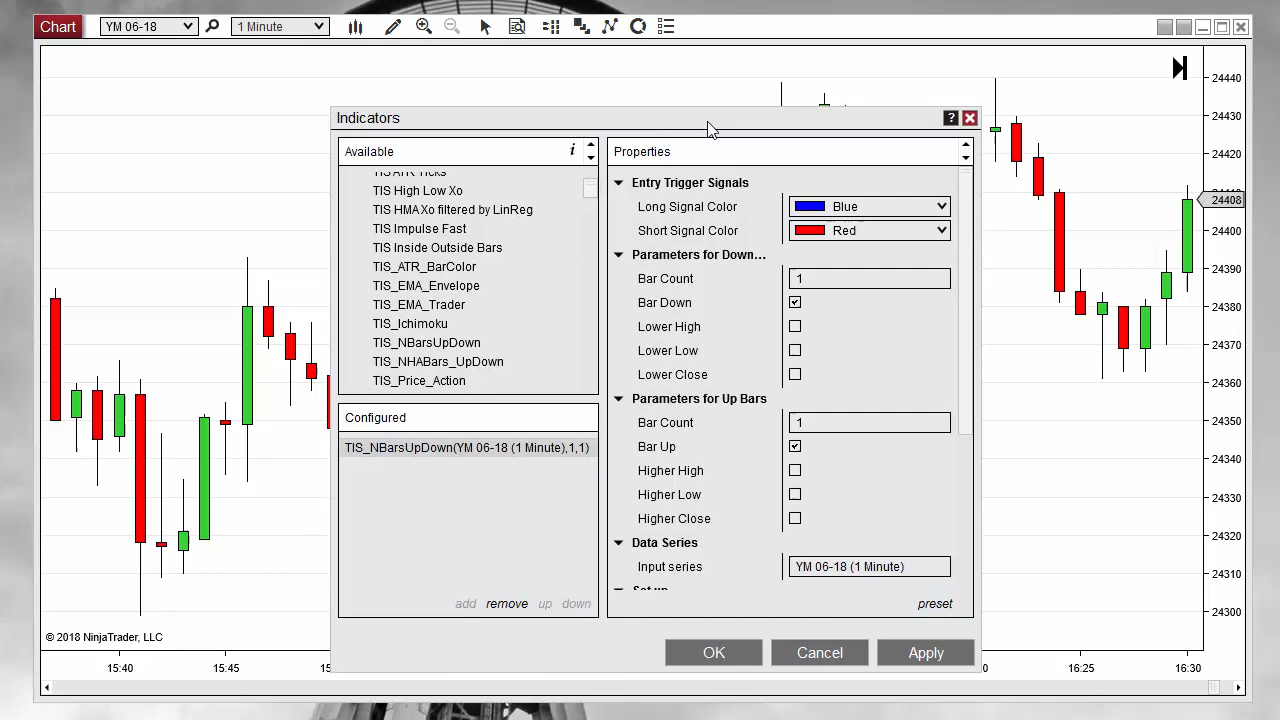 Chart
YM 06-18
1 Minute
Indicators
?
Available
i
TIS ATR Ticks
TIS High Low Xo
TIS HMA Xo filtered by LinReg
TIS Impulse Fast
TIS Inside Outside Bars
TIS_ATR_BarColor
TIS_EMA_Envelope
TIS_EMA_Trader
TIS_Ichimoku
TIS_NBarsUpDown
TIS_NHABars_UpDown
TIS_Price_Action
Configured
TIS_NBarsUpDown(YM 06-18 (1 Minute),1,1)
add remove up down
Properties
Entry Trigger Signals
Long Signal Color Blue
Short Signal Color Red
Parameters for Down...
Bar Count 1
Bar Down
Lower High
Lower Low
Lower Close
Parameters for Up Bars
Bar Count 1
Bar Up
Higher High
Higher Low
Higher Close
Data Series
Input series YM 06-18 (1 Minute)
Set up
preset
OK Cancel Apply
24440
24430
24420
24408
24400
24390
24380
24370
24360
24350
24340
24330
24320
24310
24300
© 2018 NinjaTrader, LLC
15:40 15:45 16:25 16:30